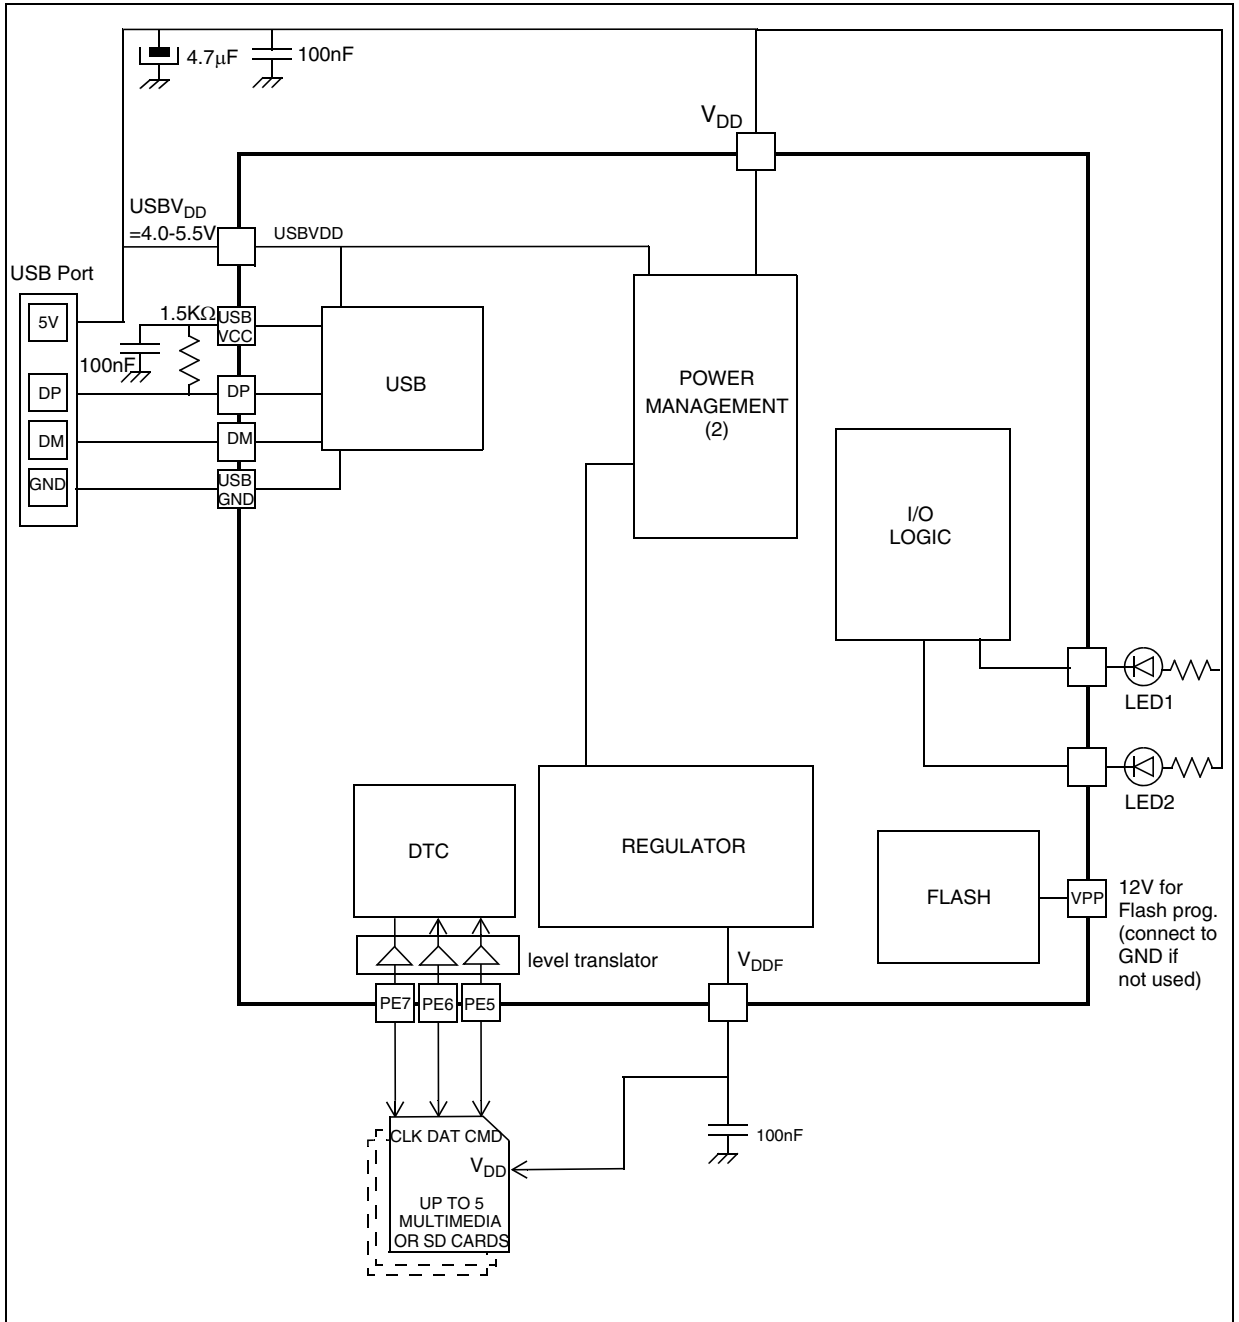 4.7μF
100nF
VDD
USBVDD
=4.0-5.5V
USBVDD
USB Port
5V
1.5KΩ
USB
VCC
100nF
DP
DP
DM
DM
GND
USB
GND
USB
POWER
MANAGEMENT
(2)
I/O
LOGIC
LED1
LED2
DTC
REGULATOR
FLASH
VPP
12V for
Flash prog.
(connect to
GND if
not used)
level translator
VDDF
PE7
PE6
PE5
100nF
CLK DAT CMD
VDD
UP TO 5
MULTIMEDIA
OR SD CARDS